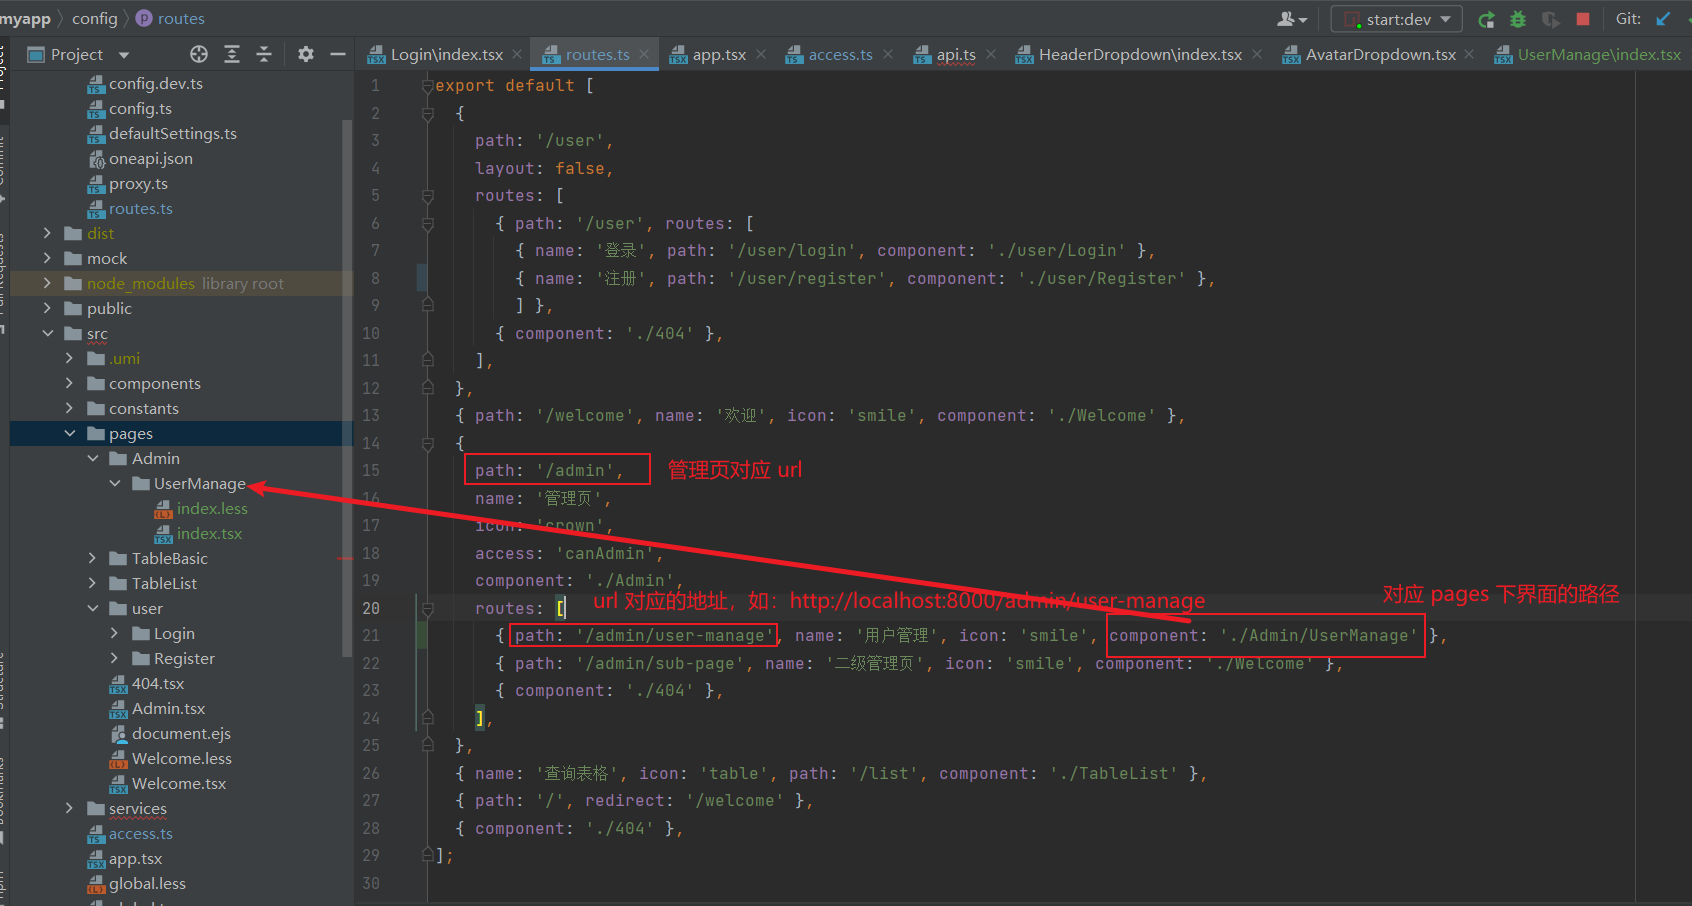 myapp config routes
start:dev Git:
Project
Login\index.tsx routes.ts app.tsx access.ts api.ts HeaderDropdown\index.tsx AvatarDropdown.tsx UserManage\index.tsx
config.dev.ts
config.ts
defaultSettings.ts
oneapi.json
proxy.ts
routes.ts
dist
mock
node_modules library root
public
src
.umi
components
constants
pages
Admin
UserManage
index.less
index.tsx
TableBasic
TableList
user
Login
Register
404.tsx
Admin.tsx
document.ejs
Welcome.less
Welcome.tsx
services
access.ts
app.tsx
global.less
1 export default [
2 {
3 path: '/user',
4 layout: false,
5 routes: [
6 { path: '/user', routes: [
7 { name: '登录', path: '/user/login', component: './user/Login' },
8 { name: '注册', path: '/user/register', component: './user/Register' },
9 ] },
10 { component: './404' },
11 ],
12 },
13 { path: '/welcome', name: '欢迎', icon: 'smile', component: './Welcome' },
14 {
15 path: '/admin', 管理页对应 url
16 name: '管理页',
17 icon: 'crown',
18 access: 'canAdmin',
19 component: './Admin',
20 routes: [ url 对应的地址，如：http://localhost:8000/admin/user-manage 对应 pages 下界面的路径
21 { path: '/admin/user-manage', name: '用户管理', icon: 'smile', component: './Admin/UserManage' },
22 { path: '/admin/sub-page', name: '二级管理页', icon: 'smile', component: './Welcome' },
23 { component: './404' },
24 ],
25 },
26 { name: '查询表格', icon: 'table', path: '/list', component: './TableList' },
27 { path: '/', redirect: '/welcome' },
28 { component: './404' },
29 ];
30